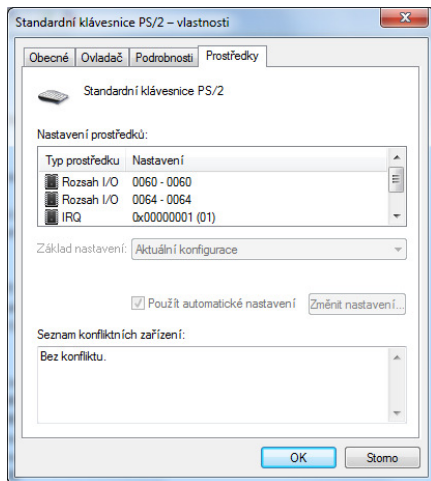 Standardní klávesnice PS/2 – vlastnosti
Obecné Ovladač Podrobnosti Prostředky
Standardní klávesnice PS/2
Nastavení prostředků:
Typ prostředku Nastavení
Rozsah I/O 0060 - 0060
Rozsah I/O 0064 - 0064
IRQ 0x00000001 (01)
Základ nastavení: Aktuální konfigurace
Použít automatické nastavení Změnit nastavení...
Seznam konfliktních zařízení:
Bez konfliktu.
OK Storno